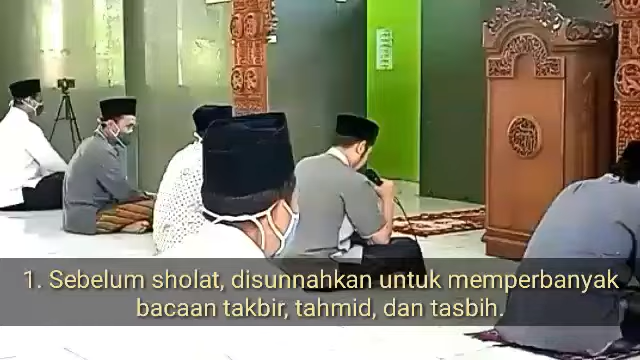 1. Sebelum sholat, disunnahkan untuk memperbanyak
bacaan takbir, tahmid, dan tasbih.